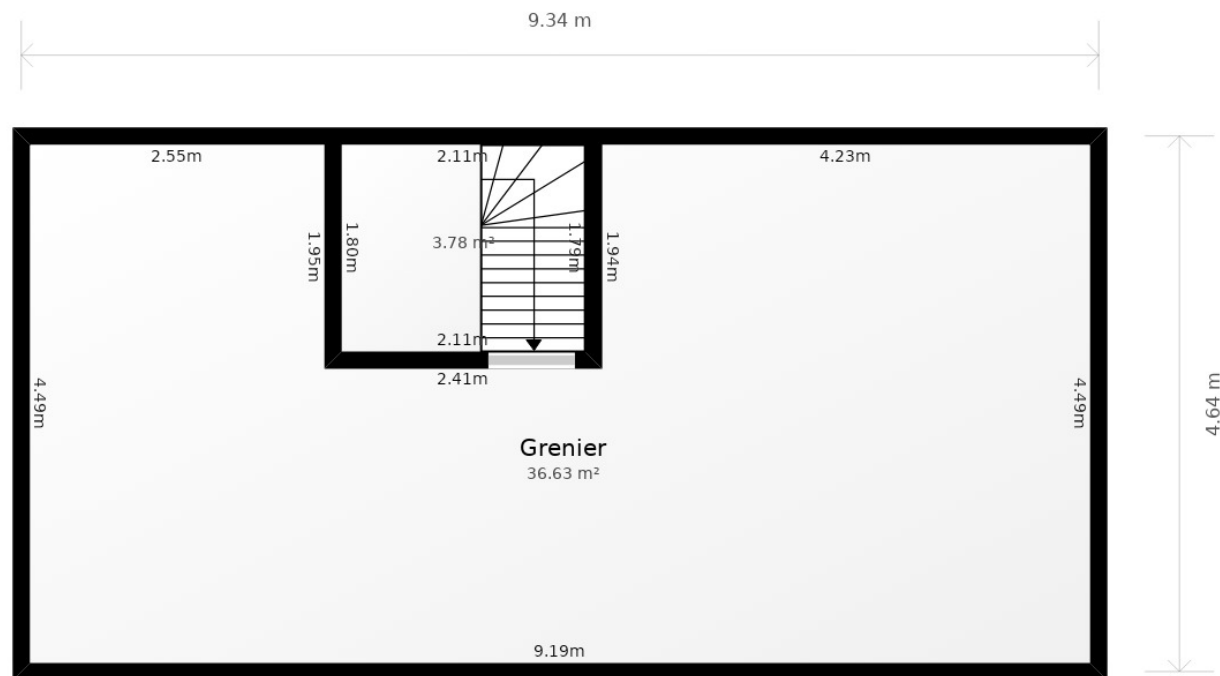 9.34 m
2.55m
2.11m
4.23m
1.95m
1.80m
3.78 m²
1.79m
1.94m
2.11m
2.41m
4.49m
4.49m
4.64 m
Grenier
36.63 m²
9.19m